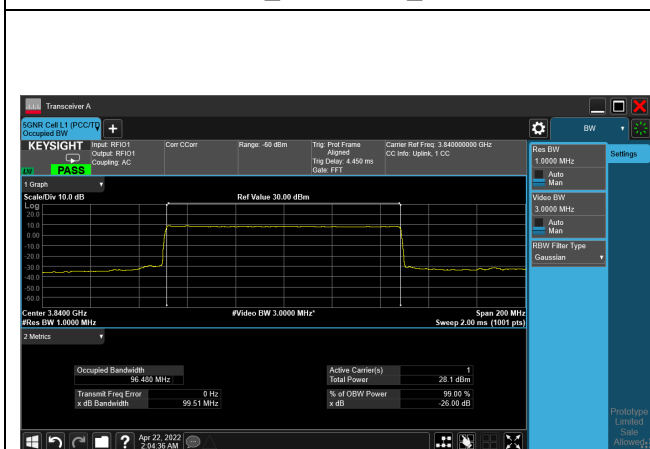 Transceiver A
5GNR Cell L1 (PCC/TD
Occupied BW
+
BW
KEYSIGHT
LXI
PASS
Input: RFIO1
Output: RFIO1
Coupling: AC
Corr CCorr
Range: -60 dBm
Trig: Prot Frame
Aligned
Trig Delay: 4.450 ms
Gate: FFT
Carrier Ref Freq: 3.840000000 GHz
CC Info: Uplink, 1 CC
Res BW
1.0000 MHz
Auto
Man
Settings
Video BW
3.0000 MHz
Auto
Man
RBW Filter Type
Gaussian
1 Graph
Scale/Div 10.0 dB
Ref Value 30.00 dBm
Log
20.0
10.0
0.00
-10.0
-20.0
-30.0
-40.0
-50.0
-60.0
Center 3.8400 GHz
#Video BW 3.0000 MHz*
Span 200 MHz
#Res BW 1.0000 MHz
Sweep 2.00 ms (1001 pts)
2 Metrics
Occupied Bandwidth
96.480 MHz
Active Carrier(s) 1
Total Power 28.1 dBm
Transmit Freq Error 0 Hz
% of OBW Power 99.00 %
x dB Bandwidth 99.51 MHz
x dB -26.00 dB
Prototype
Limited
Sale
Allowed
?
Apr 22, 2022
2:04:36 AM